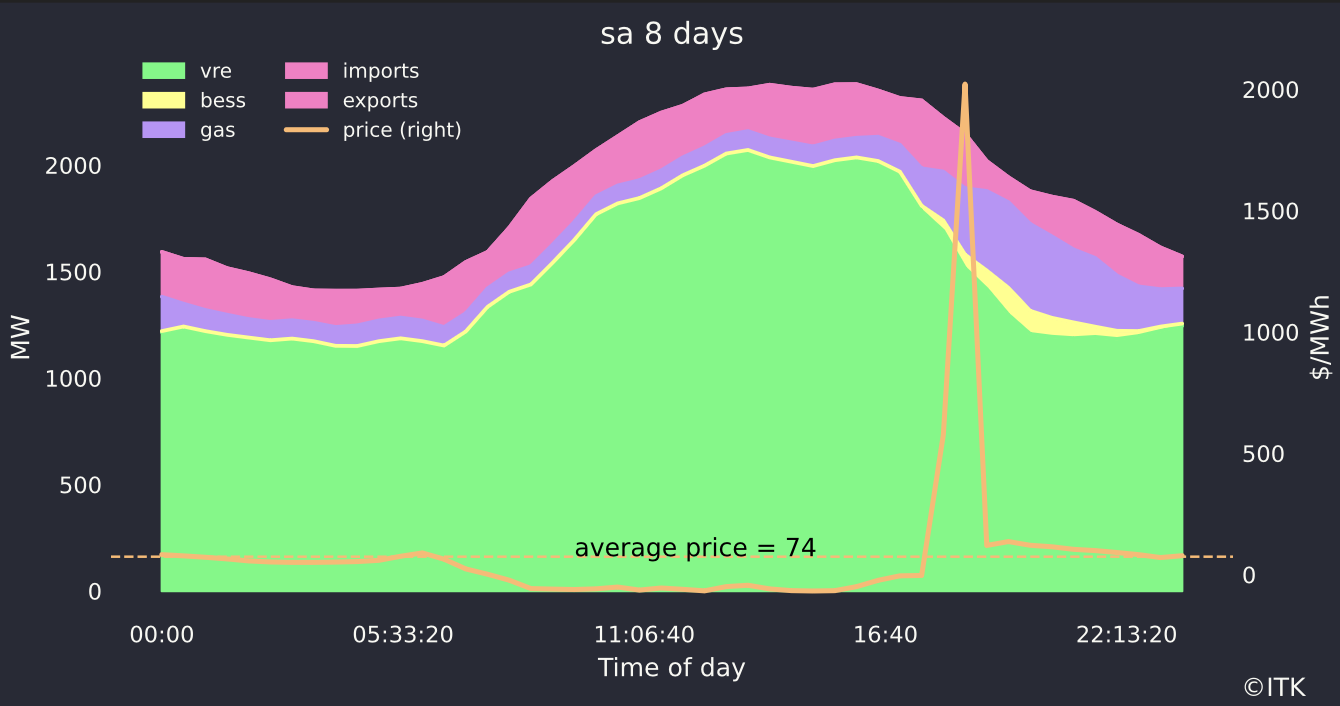 sa 8 days
vre
bess
gas
imports
exports
price (right)
2000
1500
1000
500
0
MW
2000
1500
1000
500
0
$/MWh
average price = 74
00:00
05:33:20
11:06:40
16:40
22:13:20
Time of day
©ITK